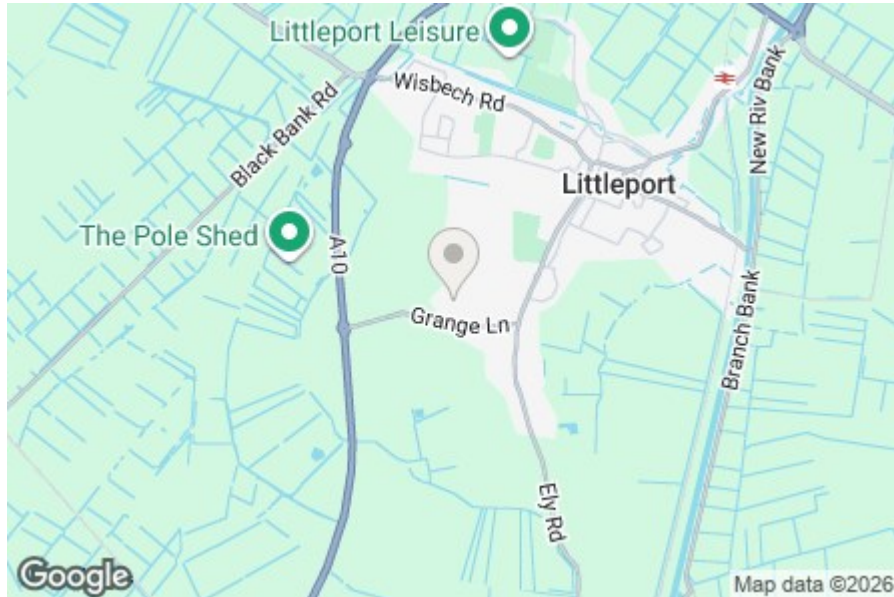 Littleport Leisure
Wisbech Rd
Black Bank Rd
New Riv Bank
Littleport
The Pole Shed
A10
Grange Ln
Branch Bank
Ely Rd
Google
Map data ©2026